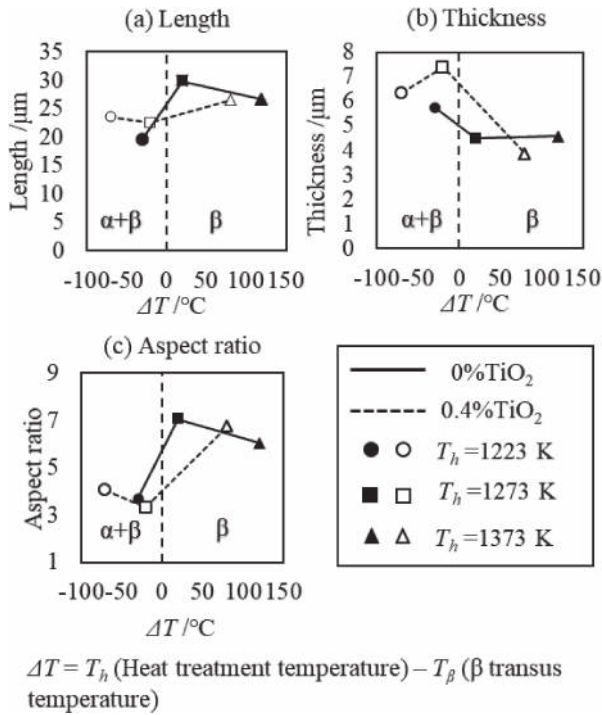 (a) Length
35
30
25
20
15
10
5
0
Length /μm
α+β
β
-100 -50 0 50 100 150
ΔT /°C
(b) Thickness
8
7
6
5
4
3
2
1
0
Thickness /μm
α+β
β
-100 -50 0 50 100 150
ΔT /°C
(c) Aspect ratio
9
7
5
3
1
Aspect ratio
α+β
β
-100 -50 0 50 100 150
ΔT /°C
0%TiO₂
0.4%TiO₂
Tₕ =1223 K
Tₕ =1273 K
Tₕ =1373 K
ΔT = Tₕ (Heat treatment temperature) – Tᵦ (β transus
temperature)